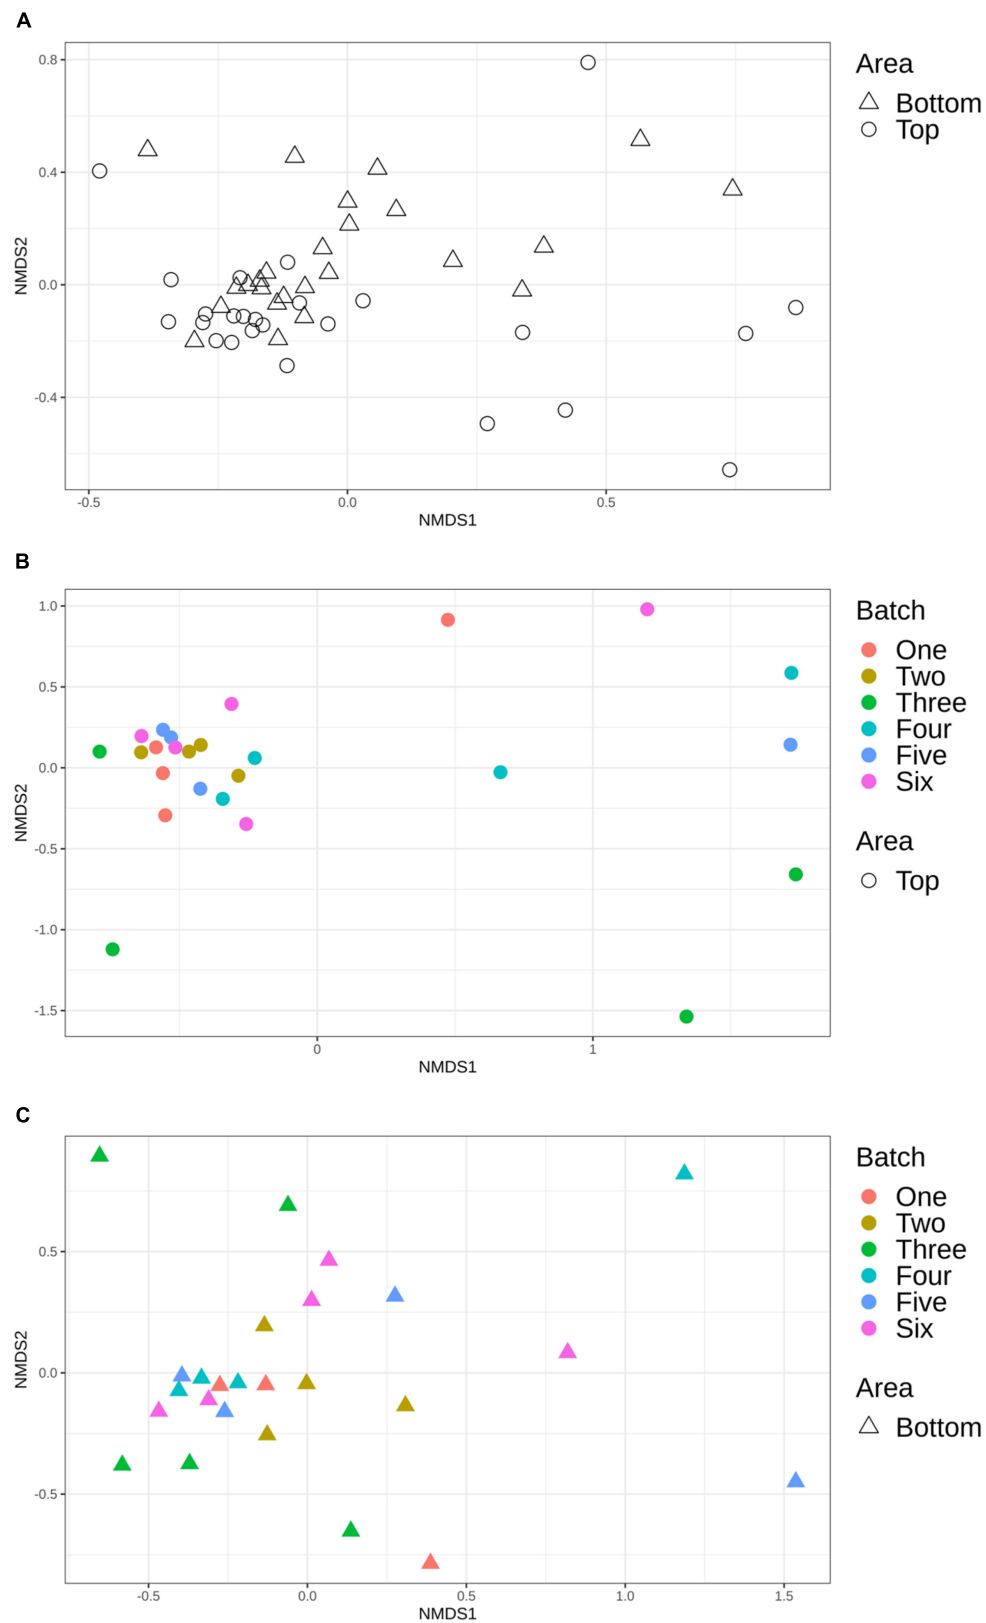 A
0.8
0.4
0.0
-0.4
NMDS2
-0.5 0.0 0.5
NMDS1
Area
Bottom
Top
B
1.0
0.5
0.0
-0.5
-1.0
-1.5
NMDS2
0 1
NMDS1
Batch
One
Two
Three
Four
Five
Six
Area
Top
C
0.5
0.0
-0.5
NMDS2
-0.5 0.0 0.5 1.0 1.5
NMDS1
Batch
One
Two
Three
Four
Five
Six
Area
Bottom